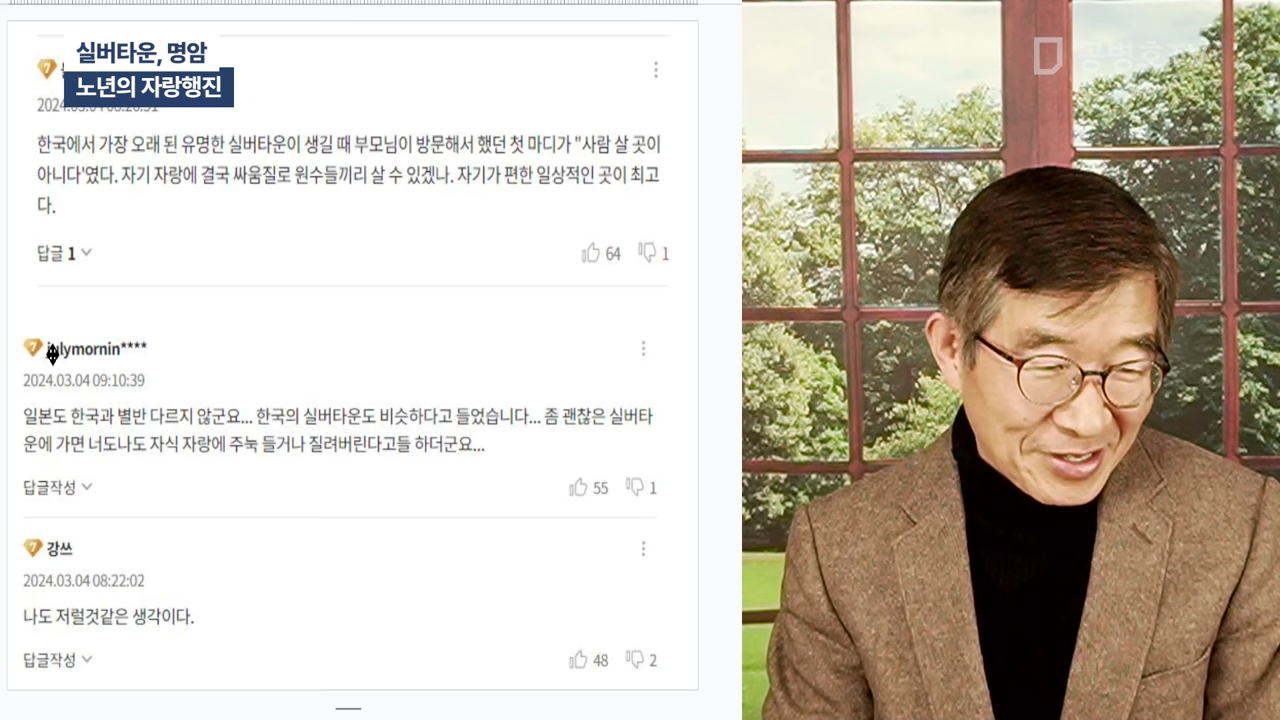 실버타운, 명암
노년의 자랑행진
한국에서 가장 오래 된 유명한 실버타운이 생길 때 부모님이 방문해서 했던 첫 마디가 "사람 살 곳이
아니다'였다. 자기 자랑에 결국 싸움질로 원수들끼리 살 수 있겠나. 자기가 편한 일상적인 곳이 최고
다.
답글 1
64
1
julymornin****
2024.03.04 09:10:39
일본도 한국과 별반 다르지 않군요... 한국의 실버타운도 비슷하다고 들었습니다... 좀 괜찮은 실버타
운에 가면 너도나도 자식 자랑에 주눅 들거나 질려버린다고들 하더군요...
답글작성
55
1
강쓰
2024.03.04 08:22:02
나도 저럴것같은 생각이다.
답글작성
48
2